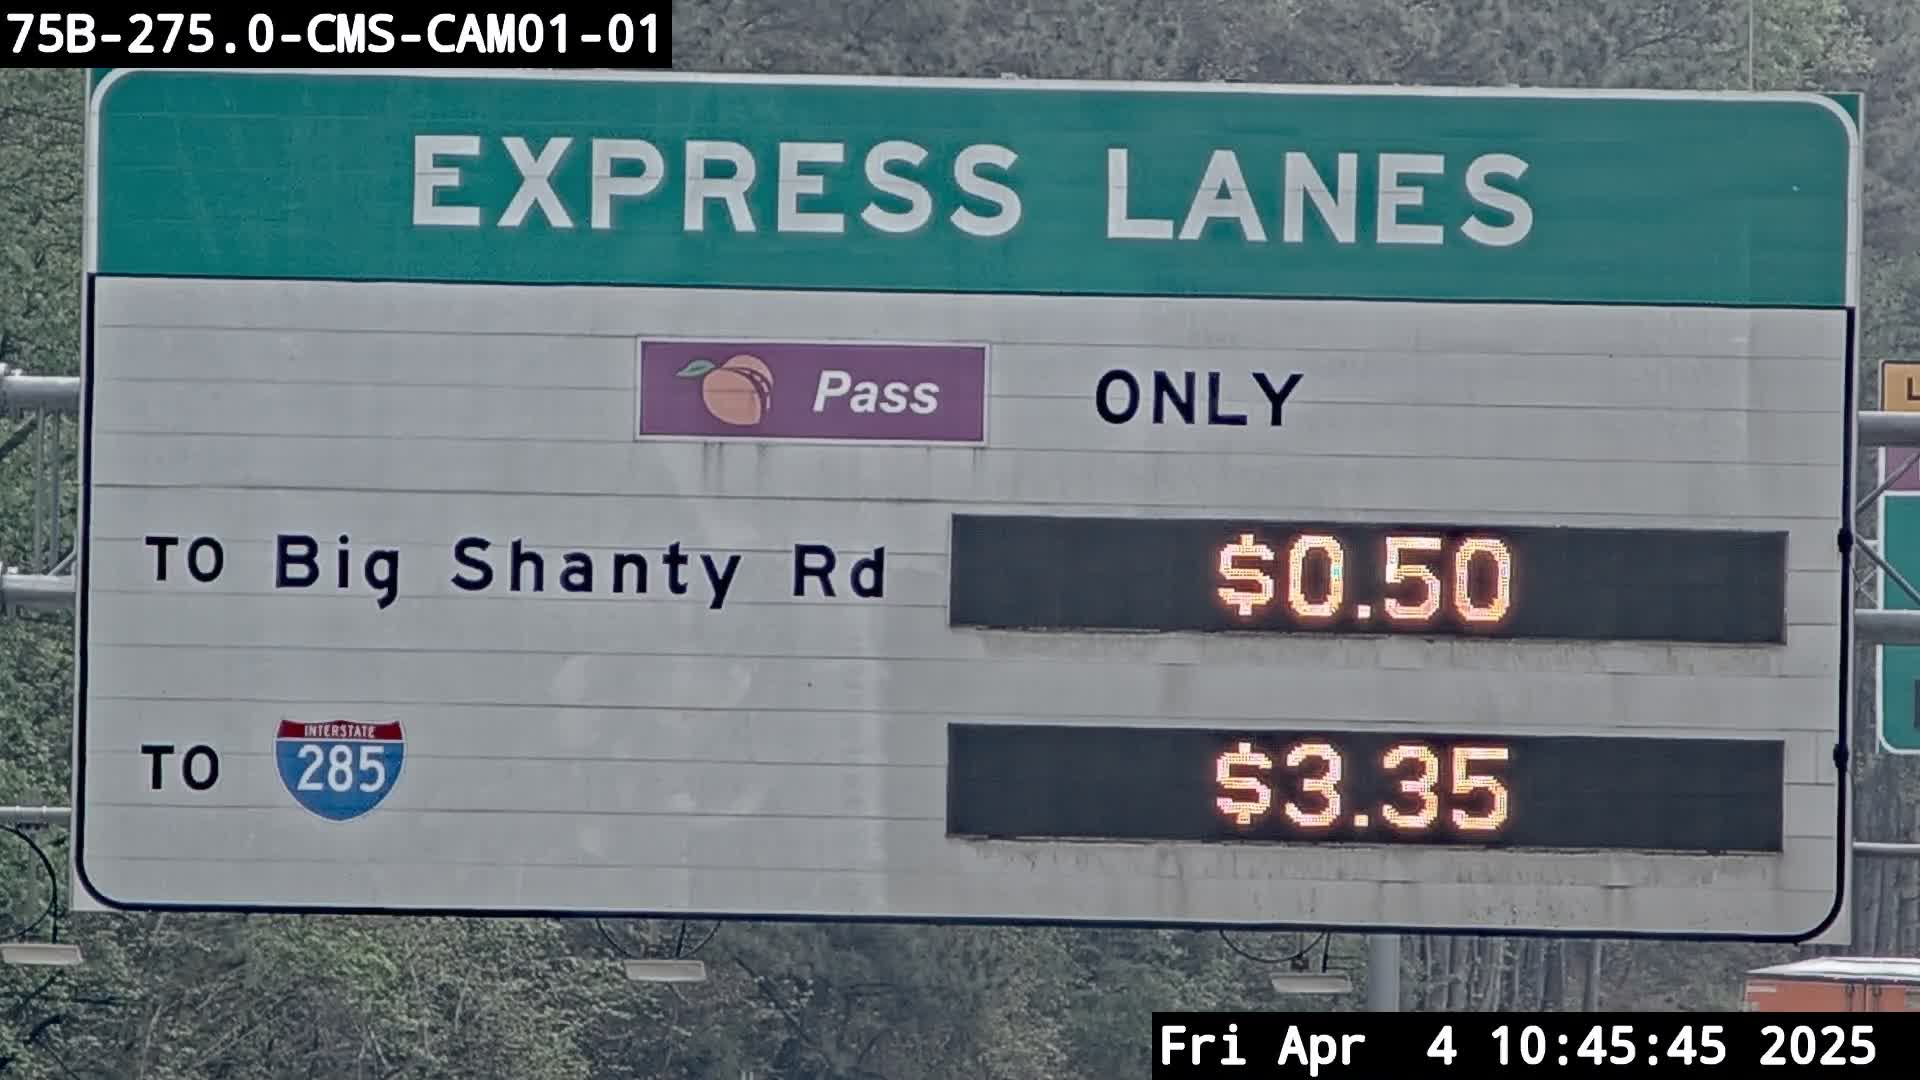 75B-275.0-CMS-CAM01-01
EXPRESS LANES
Pass ONLY
TO Big Shanty Rd $0.50
TO INTERSTATE 285 $3.35
Fri Apr 4 10:45:45 2025